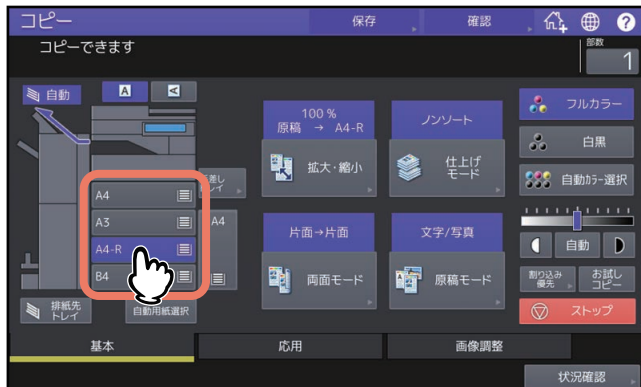 コピー
保存
確認
?
コピーできます
部数
1
自動
A
A
100 %
原稿 → A4-R
ノンソート
フルカラー
拡大・縮小
仕上げ
モード
白黒
自動カラー選択
A4
A3
A4-R
B4
A4
片面→片面
文字/写真
自動
D
両面モード
原稿モード
割り込み
優先
お試し
コピー
排紙先
トレイ
自動用紙選択
ストップ
基本
応用
画像調整
状況確認